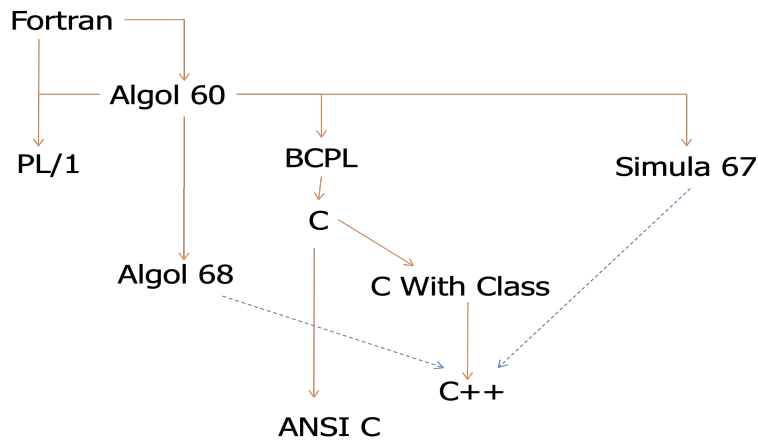 Fortran
Algol 60
PL/1
BCPL
Simula 67
C
Algol 68
C With Class
C++
ANSI C